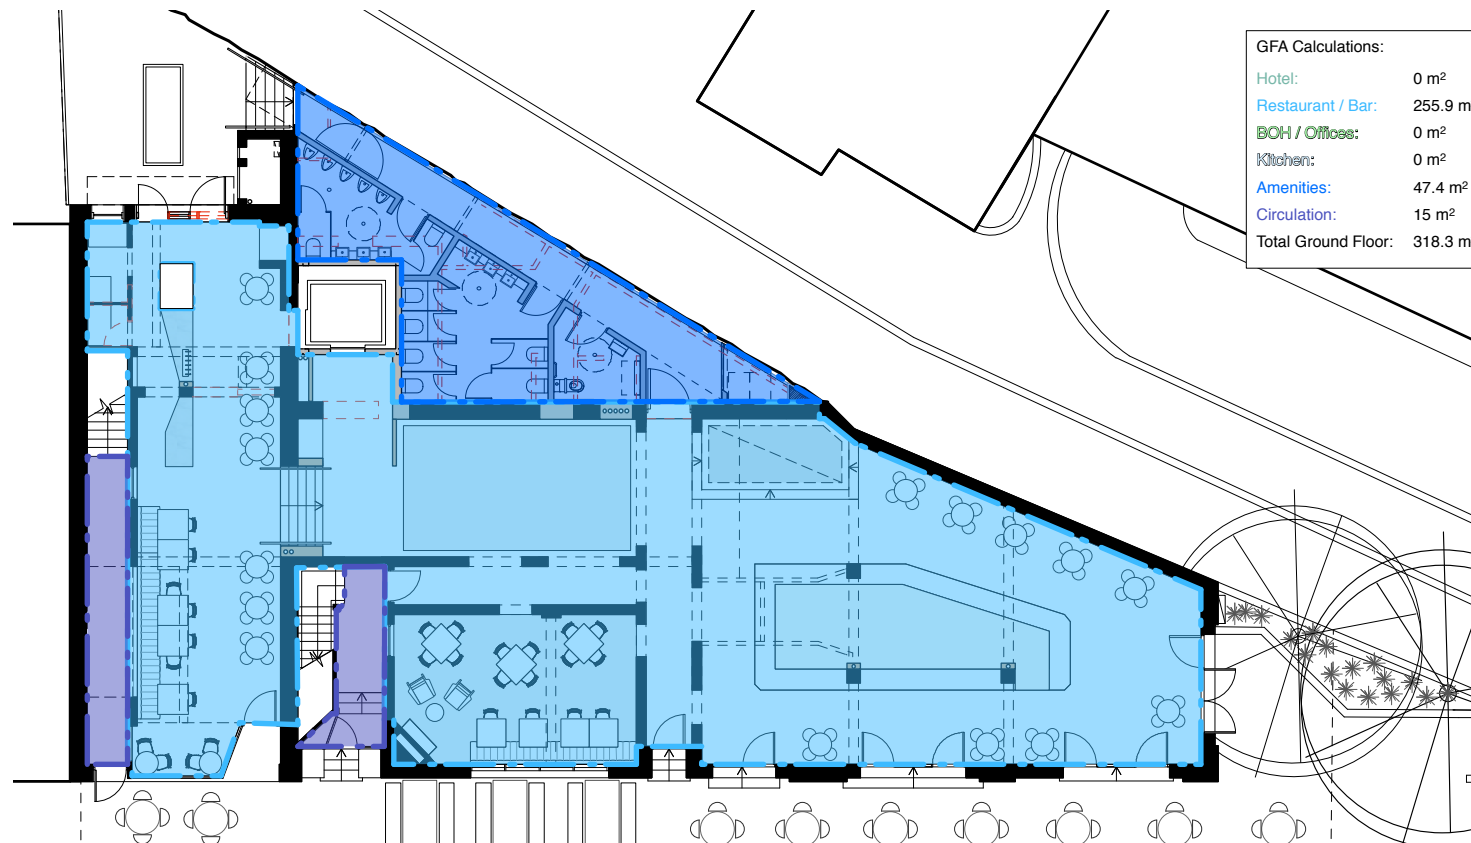 GFA Calculations:
Hotel: 0 m²
Restaurant / Bar: 255.9 m
BOH / Offices: 0 m²
Kitchen: 0 m²
Amenities: 47.4 m²
Circulation: 15 m²
Total Ground Floor: 318.3 m